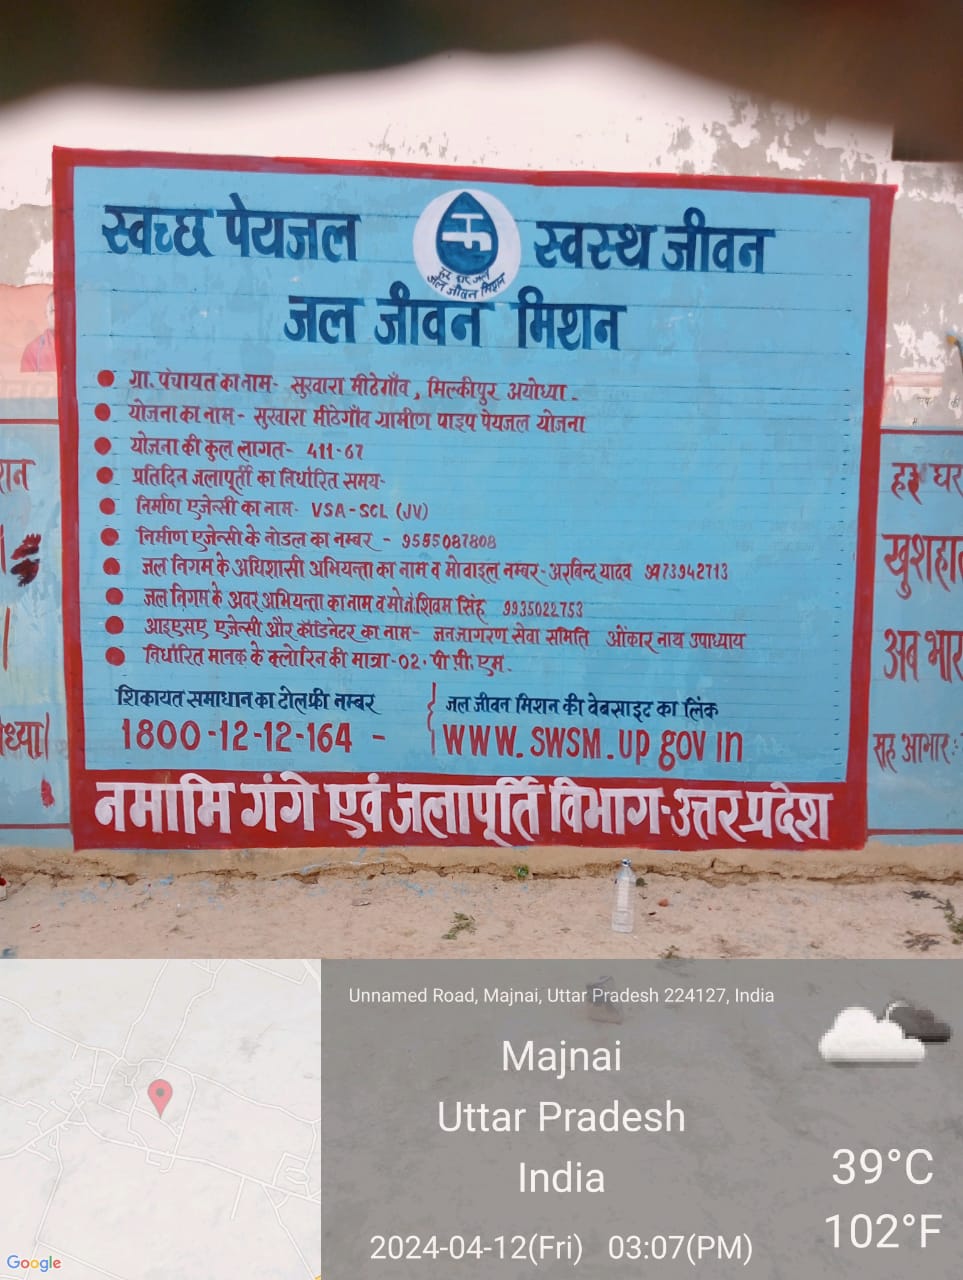 स्वच्छ पेयजल
स्वस्थ जीवन
हर घर जल
जल जीवन मिशन
जल जीवन मिशन
ग्रा. पंचायत का नाम- सुखारा मीठेगाँव, मिल्कीपुर अयोध्या.
योजना का नाम- सुखारा मीठेगाँव ग्रामीण पाइप पेयजल योजना
योजना की कुल लागत- 411-67
प्रतिदिन जलापूर्ती का निर्धारित समय-
निर्माण एजेन्सी का नाम- VSA-SCL (JV)
निर्माण एजेन्सी के नोडल का नम्बर - 9555087808
जल निगम के अधिशासी अभियन्ता का नाम व मोबाइल नम्बर-अरविन्द यादव 9473942713
जल निगम के अवर अभियन्ता का नाम व मो०नं० शिवम सिंह 9935022753
आइएसए एजेन्सी और कॉडिनेटर का नाम- जनजागरण सेवा समिति ओंकार नाथ उपाध्याय
निर्धारित मानक के क्लोरिन की मात्रा-02. पी.पी.एम.
शिकायत समाधान का टोलफ्री नम्बर
1800-12-12-164 -
जल जीवन मिशन की वेबसाइट का लिंक
www.swsm.up gov in
नमामि गंगे एवं जलापूर्ति विभाग-उत्तर प्रदेश
हर घर
अब भार
सह आभार:
Unnamed Road, Majnai, Uttar Pradesh 224127, India
Majnai
Uttar Pradesh
India
39°C
102°F
2024-04-12(Fri) 03:07(PM)
Google